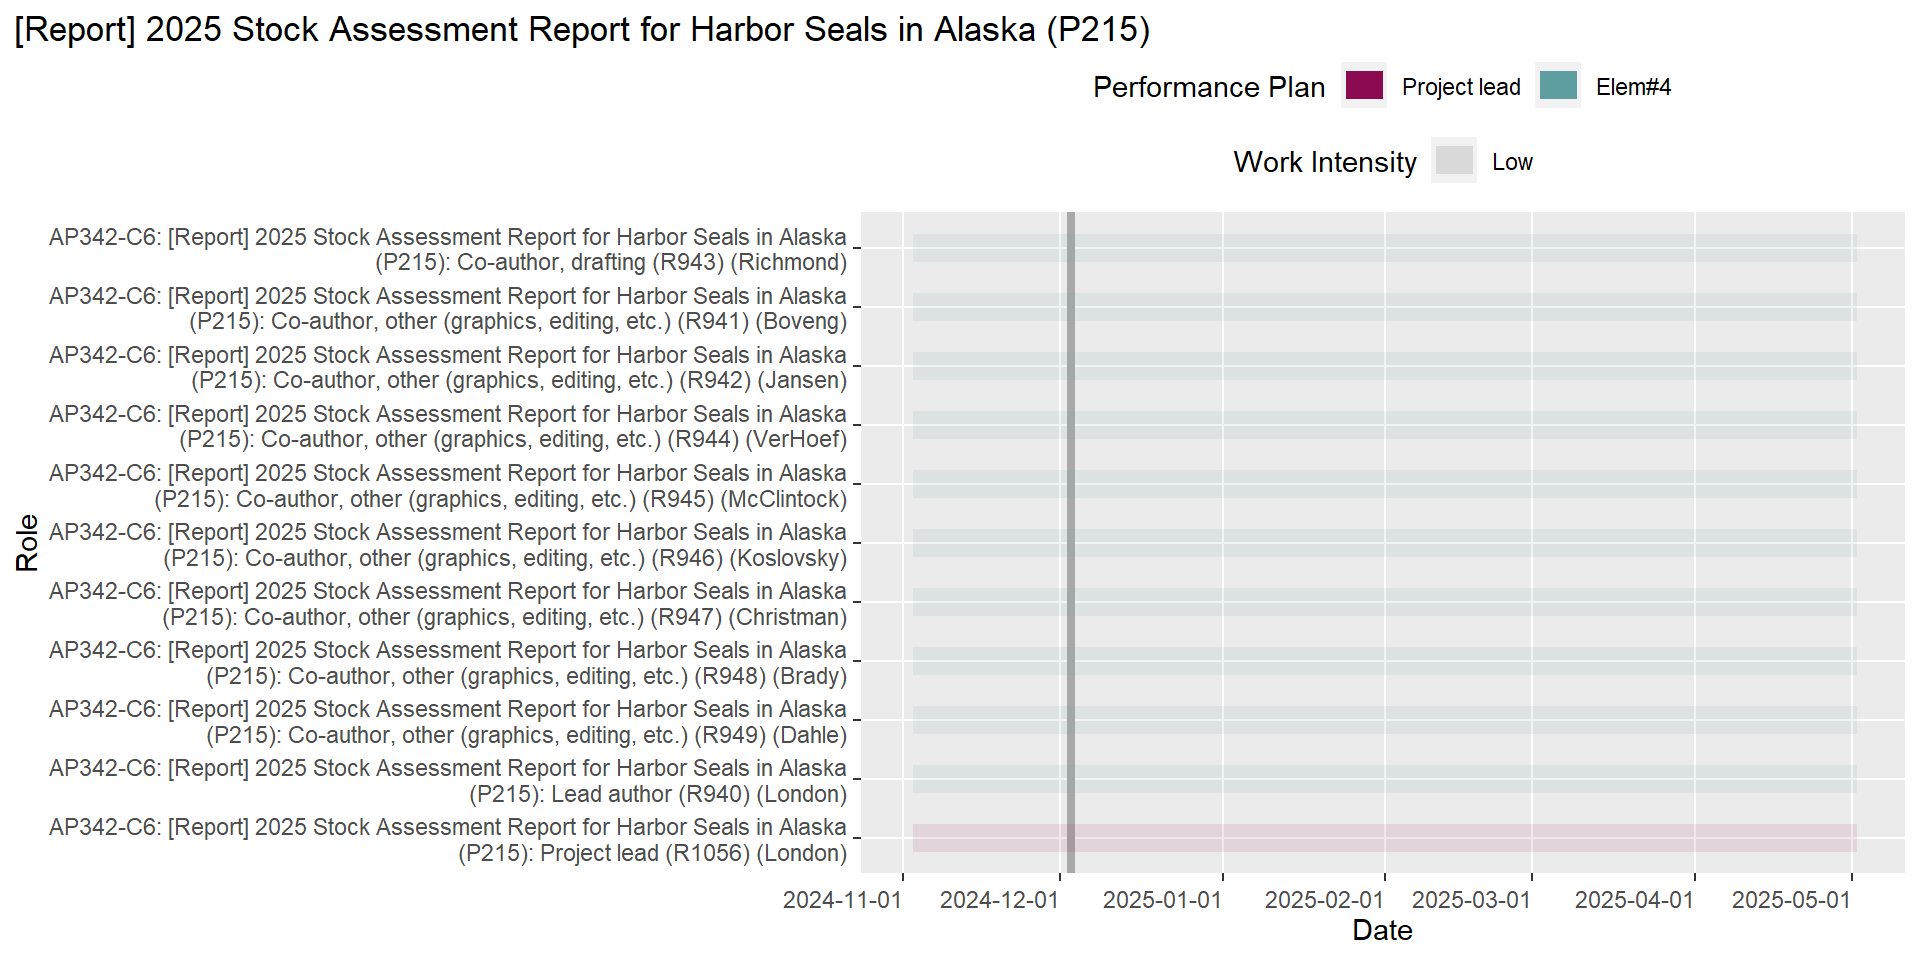 [Report] 2025 Stock Assessment Report for Harbor Seals in Alaska (P215)
Performance Plan Project lead Elem#4
Work Intensity Low
AP342-C6: [Report] 2025 Stock Assessment Report for Harbor Seals in Alaska
(P215): Co-author, drafting (R943) (Richmond)
AP342-C6: [Report] 2025 Stock Assessment Report for Harbor Seals in Alaska
(P215): Co-author, other (graphics, editing, etc.) (R941) (Boveng)
AP342-C6: [Report] 2025 Stock Assessment Report for Harbor Seals in Alaska
(P215): Co-author, other (graphics, editing, etc.) (R942) (Jansen)
AP342-C6: [Report] 2025 Stock Assessment Report for Harbor Seals in Alaska
(P215): Co-author, other (graphics, editing, etc.) (R944) (VerHoef)
AP342-C6: [Report] 2025 Stock Assessment Report for Harbor Seals in Alaska
(P215): Co-author, other (graphics, editing, etc.) (R945) (McClintock)
AP342-C6: [Report] 2025 Stock Assessment Report for Harbor Seals in Alaska
(P215): Co-author, other (graphics, editing, etc.) (R946) (Koslovsky)
AP342-C6: [Report] 2025 Stock Assessment Report for Harbor Seals in Alaska
(P215): Co-author, other (graphics, editing, etc.) (R947) (Christman)
AP342-C6: [Report] 2025 Stock Assessment Report for Harbor Seals in Alaska
(P215): Co-author, other (graphics, editing, etc.) (R948) (Brady)
AP342-C6: [Report] 2025 Stock Assessment Report for Harbor Seals in Alaska
(P215): Co-author, other (graphics, editing, etc.) (R949) (Dahle)
AP342-C6: [Report] 2025 Stock Assessment Report for Harbor Seals in Alaska
(P215): Lead author (R940) (London)
AP342-C6: [Report] 2025 Stock Assessment Report for Harbor Seals in Alaska
(P215): Project lead (R1056) (London)
Role
2024-11-01 2024-12-01 2025-01-01 2025-02-01 2025-03-01 2025-04-01 2025-05-01
Date